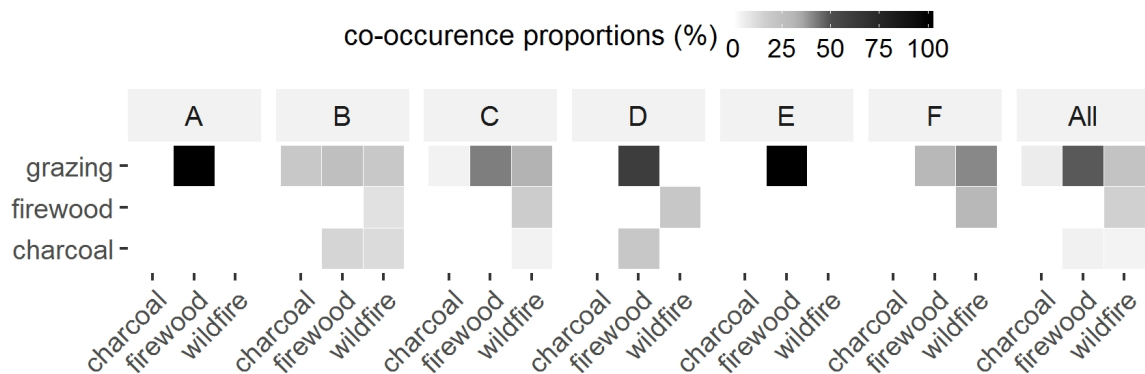 co-occurence proportions (%)
0 25 50 75 100
A B C D E F All
grazing
firewood
charcoal
charcoal firewood wildfire charcoal firewood wildfire charcoal firewood wildfire charcoal firewood wildfire charcoal firewood wildfire charcoal firewood wildfire charcoal firewood wildfire